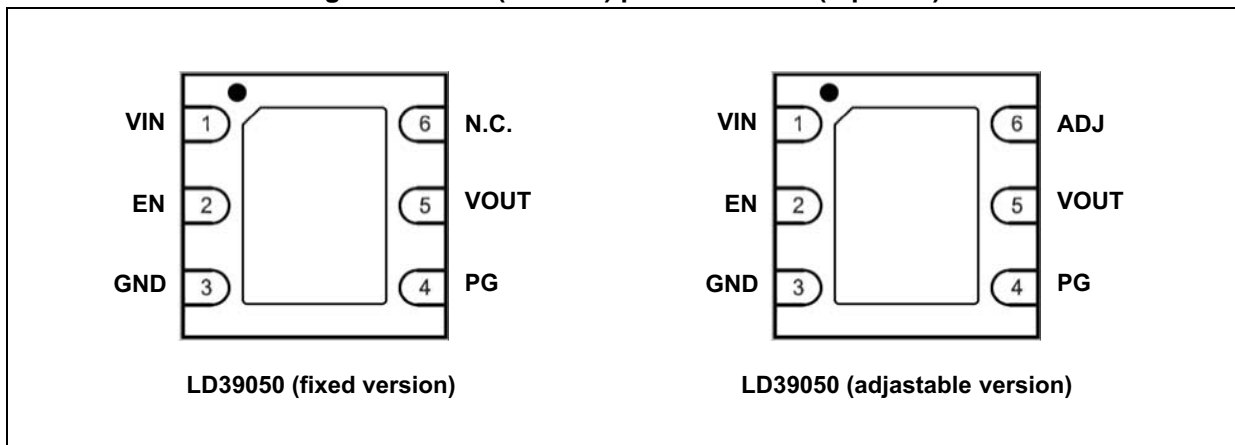 VIN 1 6 N.C.
EN 2 5 VOUT
GND 3 4 PG
LD39050 (fixed version)
VIN 1 6 ADJ
EN 2 5 VOUT
GND 3 4 PG
LD39050 (adjastable version)